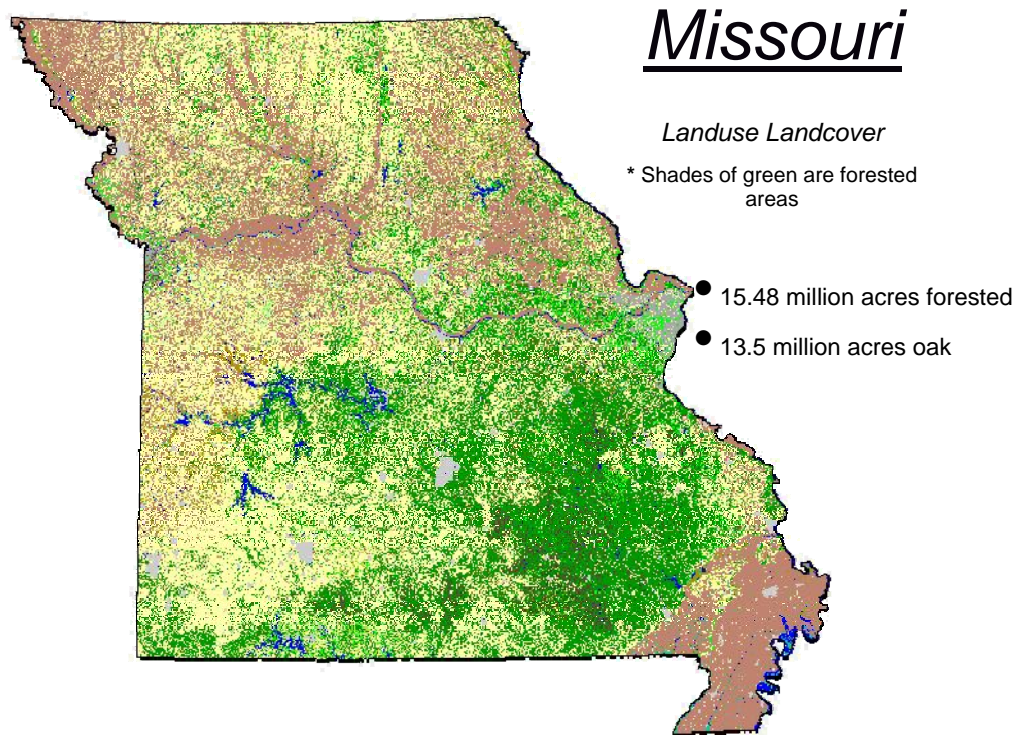 Missouri
Landuse Landcover
* Shades of green are forested
areas
● 15.48 million acres forested
● 13.5 million acres oak